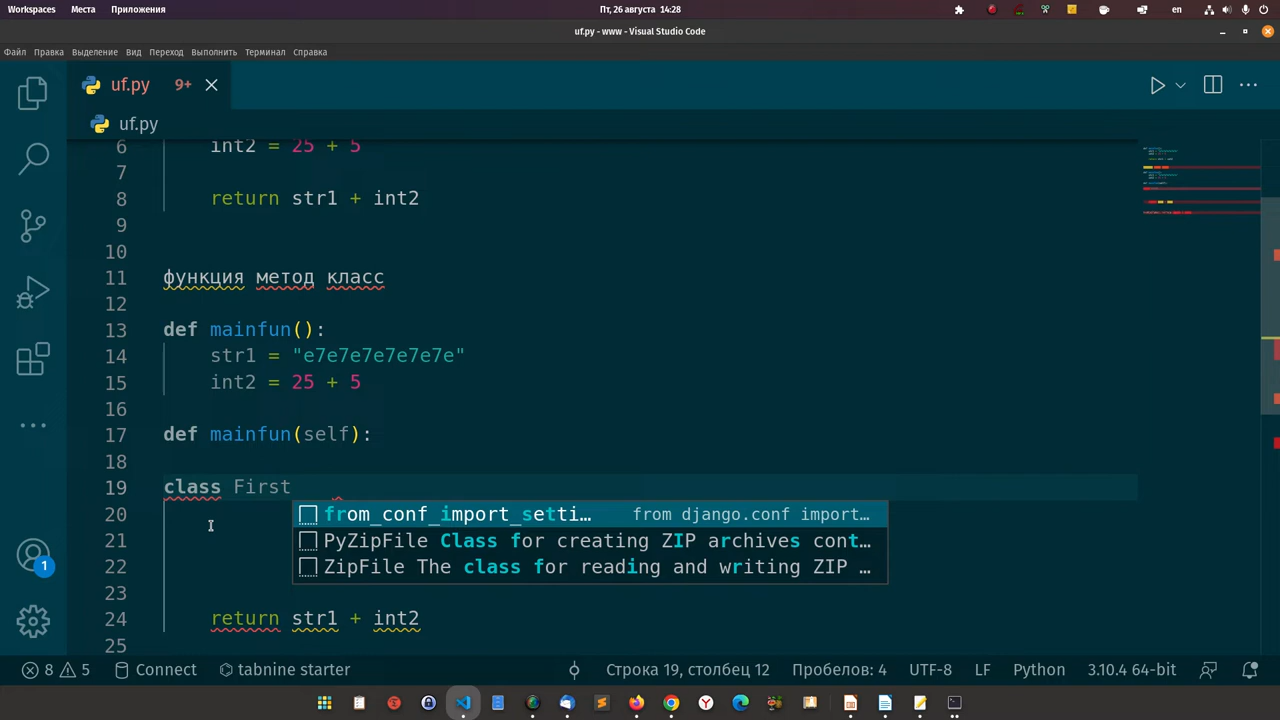 Workspaces Места Приложения Пт, 26 августа 14:28 en
uf.py - www - Visual Studio Code
Файл Правка Выделение Вид Переход Выполнить Терминал Справка
uf.py 9+
uf.py
6 int2 = 25 + 5
7
8 return str1 + int2
9
10
11 функция метод класс
12
13 def mainfun():
14 str1 = "e7e7e7e7e7e7e"
15 int2 = 25 + 5
16
17 def mainfun(self):
18
19 class First
20 from_conf_import_setti… from django.conf import…
21 PyZipFile Class for creating ZIP archives cont…
22 ZipFile The class for reading and writing ZIP …
23
24 return str1 + int2
25
1
8 5 Connect tabnine starter Строка 19, столбец 12 Пробелов: 4 UTF-8 LF Python 3.10.4 64-bit